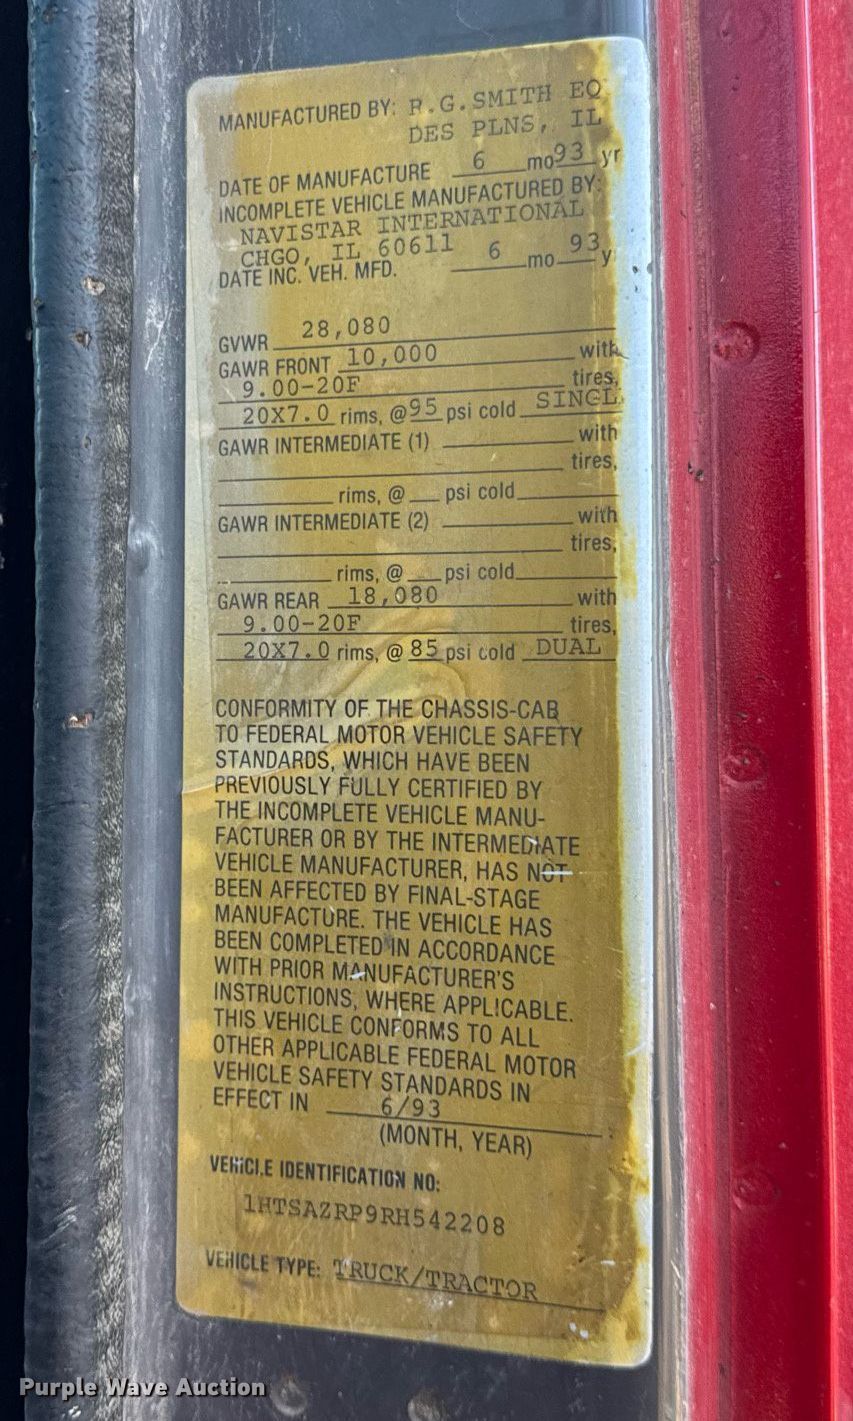 MANUFACTURED BY: R.G.SMITH EQ
DES PLNS, IL
DATE OF MANUFACTURE 6 mo 93 yr
INCOMPLETE VEHICLE MANUFACTURED BY:
NAVISTAR INTERNATIONAL
CHGO, IL 60611
DATE INC. VEH. MFD. 6 mo 93 y
GVWR 28,080
GAWR FRONT 10,000 with
9.00-20F tires,
20X7.0 rims, @ 95 psi cold SINGL
GAWR INTERMEDIATE (1) with
tires,
rims, @ psi cold
GAWR INTERMEDIATE (2) with
tires,
rims, @ psi cold
GAWR REAR 18,080 with
9.00-20F tires,
20X7.0 rims, @ 85 psi cold DUAL
CONFORMITY OF THE CHASSIS-CAB
TO FEDERAL MOTOR VEHICLE SAFETY
STANDARDS, WHICH HAVE BEEN
PREVIOUSLY FULLY CERTIFIED BY
THE INCOMPLETE VEHICLE MANU-
FACTURER OR BY THE INTERMEDIATE
VEHICLE MANUFACTURER, HAS NOT
BEEN AFFECTED BY FINAL-STAGE
MANUFACTURE. THE VEHICLE HAS
BEEN COMPLETED IN ACCORDANCE
WITH PRIOR MANUFACTURER'S
INSTRUCTIONS, WHERE APPLICABLE.
THIS VEHICLE CONFORMS TO ALL
OTHER APPLICABLE FEDERAL MOTOR
VEHICLE SAFETY STANDARDS IN
EFFECT IN 6/93
(MONTH, YEAR)
VEHICLE IDENTIFICATION NO:
1HTSAZRP9RH542208
VEHICLE TYPE: TRUCK/TRACTOR
Purple Wave Auction